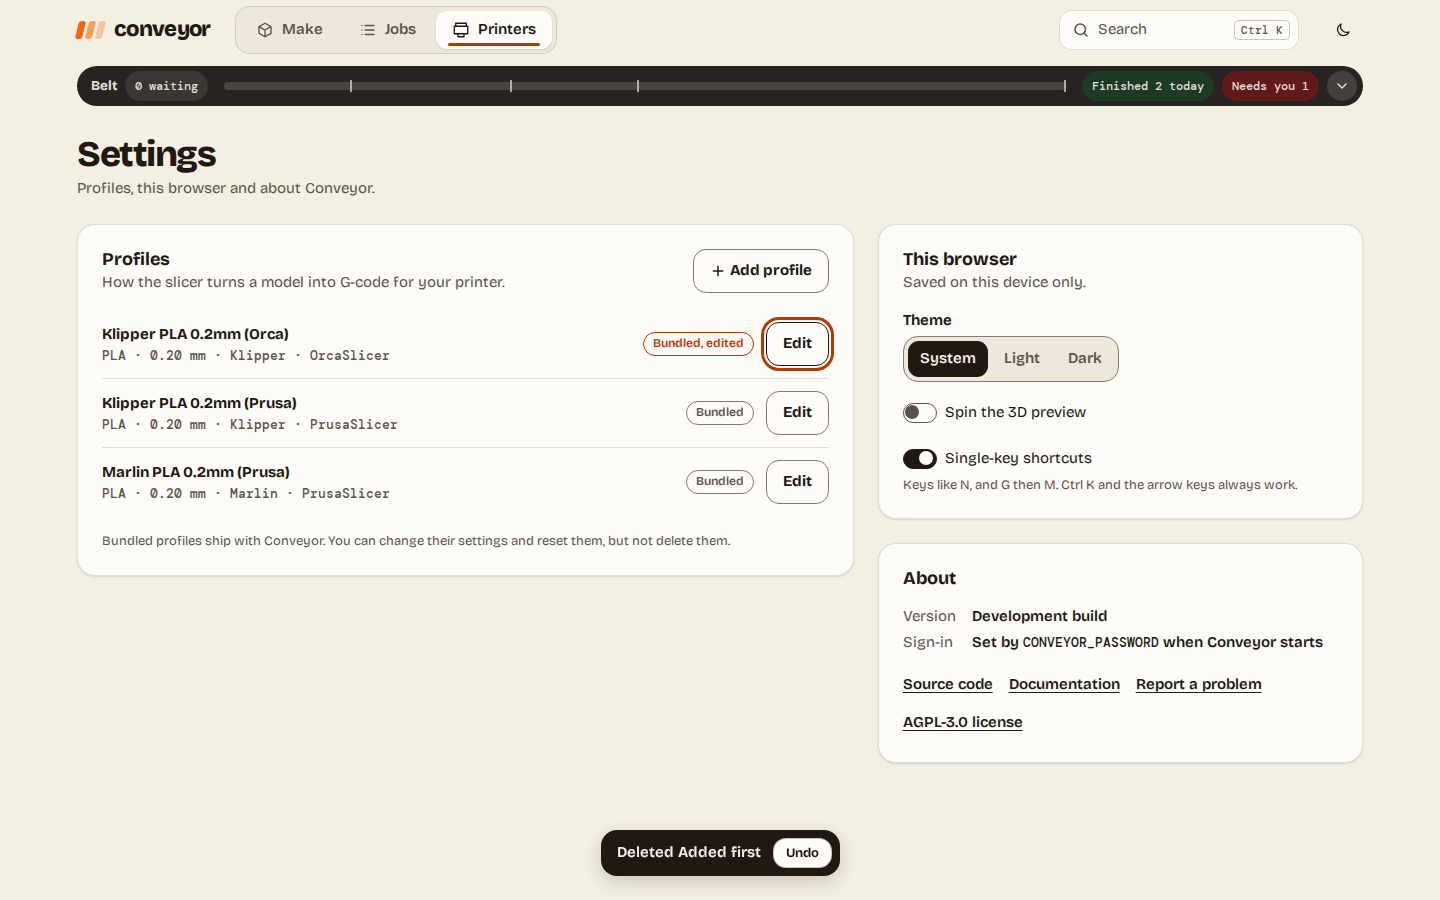 conveyor
Make
Jobs
Printers
Search
Ctrl K
Belt
0 waiting
Finished 2 today
Needs you 1
Settings
Profiles, this browser and about Conveyor.
Profiles
How the slicer turns a model into G-code for your printer.
+ Add profile
Klipper PLA 0.2mm (Orca)
PLA · 0.20 mm · Klipper · OrcaSlicer
Bundled, edited
Edit
Klipper PLA 0.2mm (Prusa)
PLA · 0.20 mm · Klipper · PrusaSlicer
Bundled
Edit
Marlin PLA 0.2mm (Prusa)
PLA · 0.20 mm · Marlin · PrusaSlicer
Bundled
Edit
Bundled profiles ship with Conveyor. You can change their settings and reset them, but not delete them.
This browser
Saved on this device only.
Theme
System
Light
Dark
Spin the 3D preview
Single-key shortcuts
Keys like N, and G then M. Ctrl K and the arrow keys always work.
About
Version Development build
Sign-in Set by CONVEYOR_PASSWORD when Conveyor starts
Source code Documentation Report a problem
AGPL-3.0 license
Deleted Added first
Undo